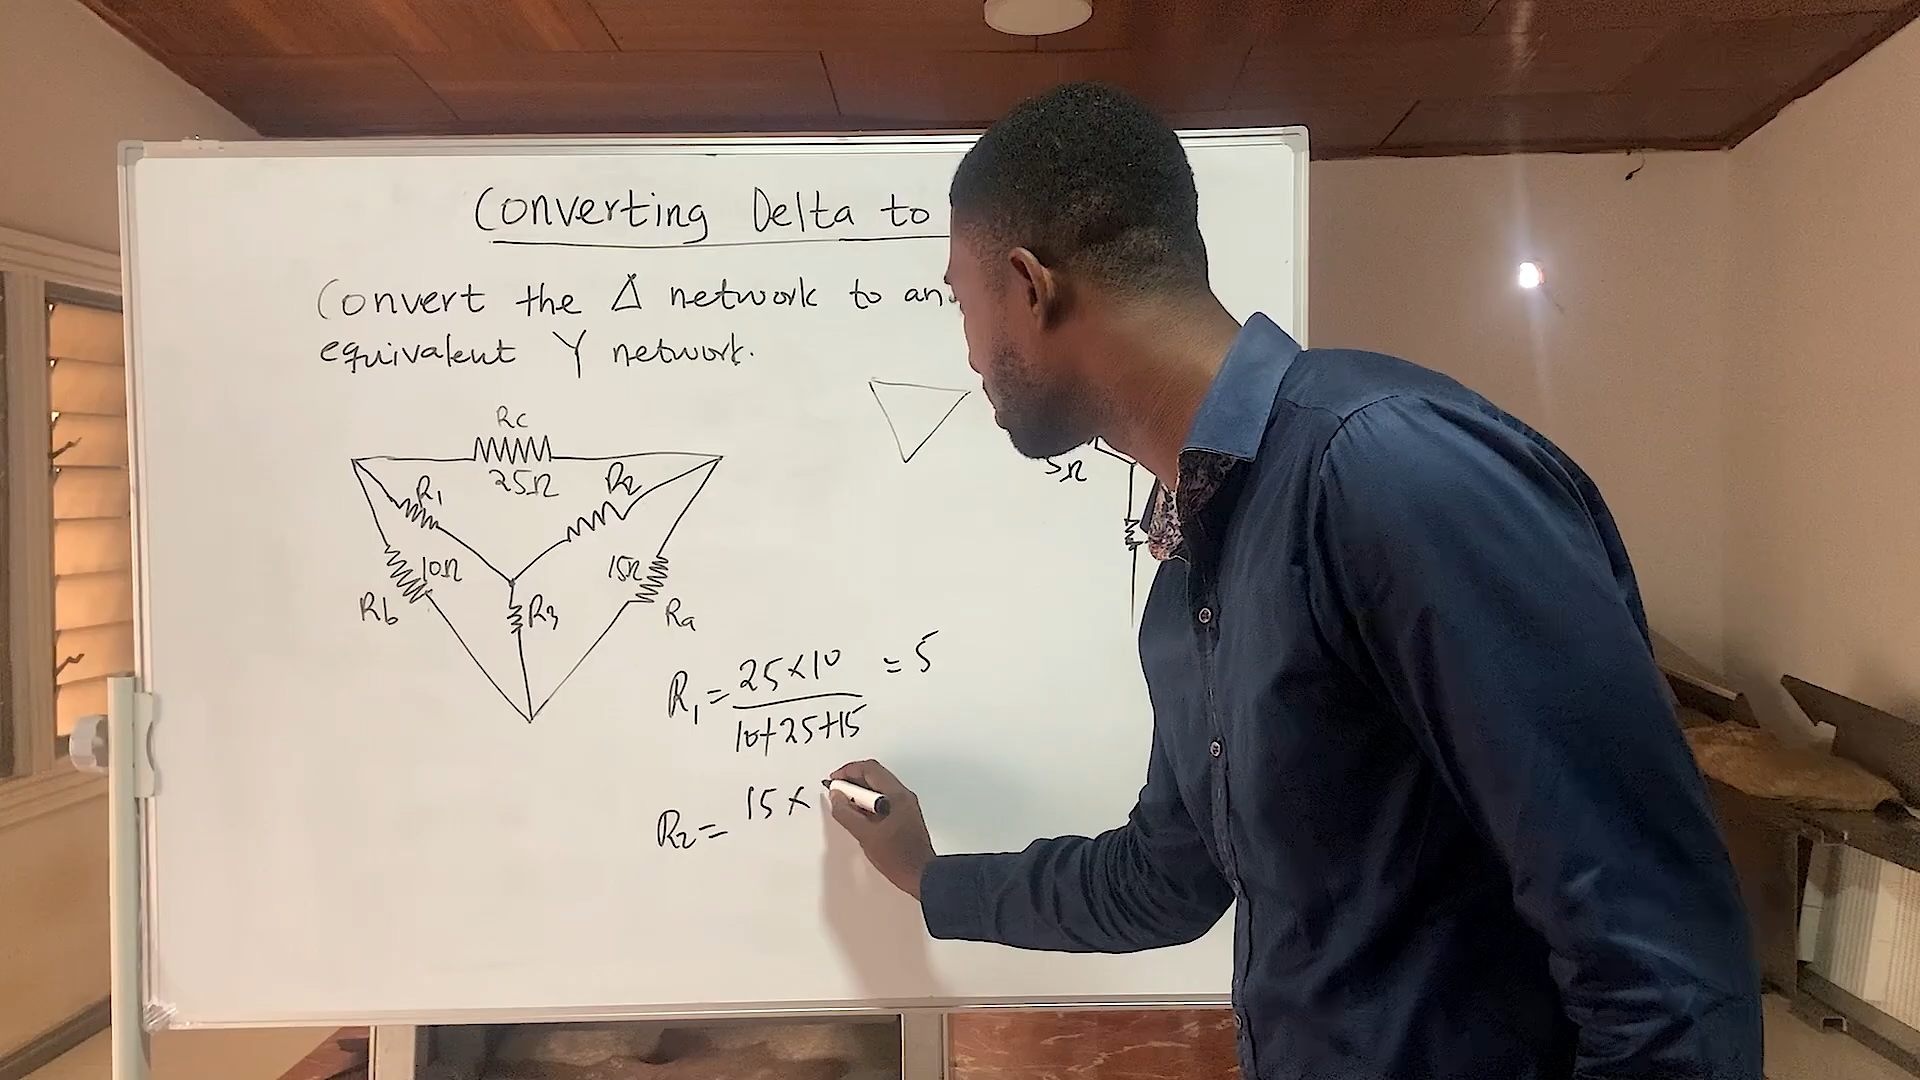 Converting Delta to
Convert the Δ network to an
equivalent Y network.
Rc
25Ω
R1
R2
5Ω
10Ω
15Ω
Rb
R3
Ra
R1 = 25×10 = 5
10+25+15
R2 = 15 ×